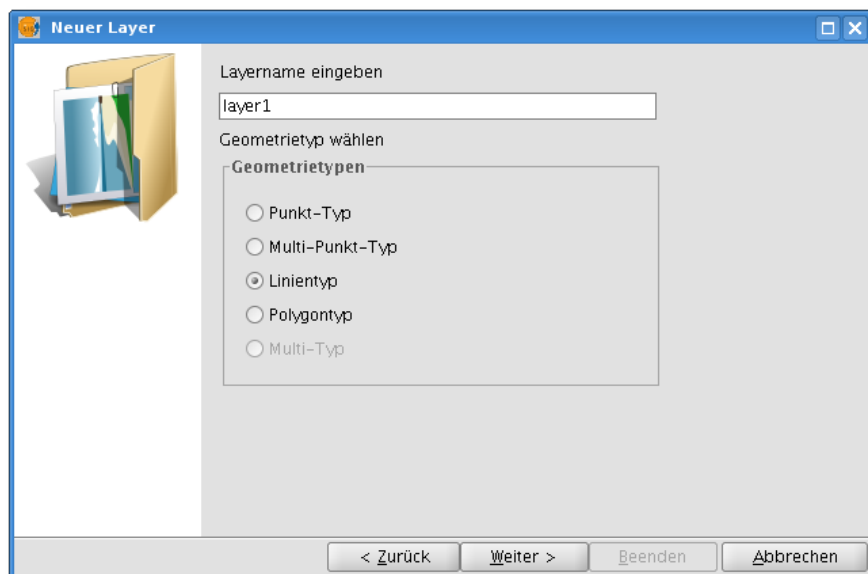 Neuer Layer
Layername eingeben
layer1
Geometrietyp wählen
Geometrietypen
Punkt-Typ
Multi-Punkt-Typ
Linientyp
Polygontyp
Multi-Typ
< Zurück
Weiter >
Beenden
Abbrechen